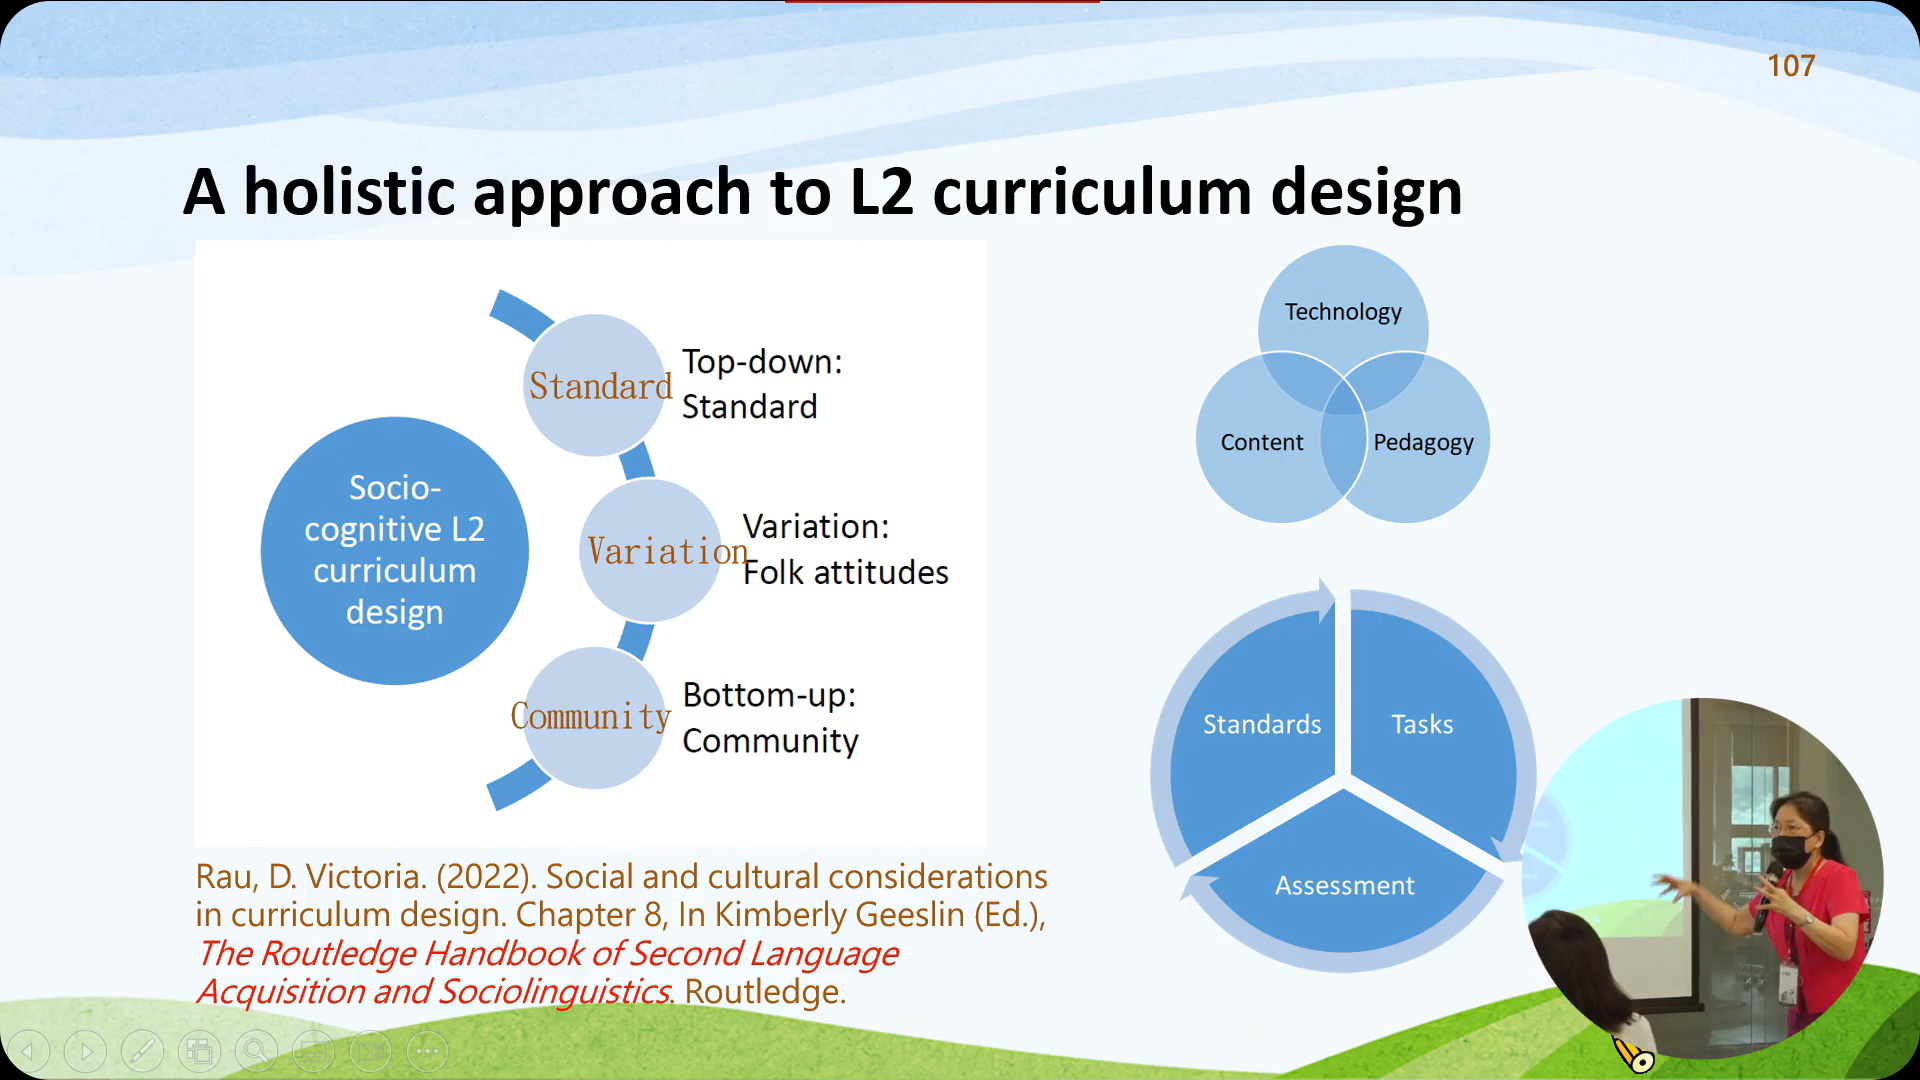 107
A holistic approach to L2 curriculum design
Socio-
cognitive L2
curriculum
design
Standard
Top-down:
Standard
Variation
Variation:
Folk attitudes
Community
Bottom-up:
Community
Technology
Content
Pedagogy
Standards
Tasks
Assessment
Rau, D. Victoria. (2022). Social and cultural considerations
in curriculum design. Chapter 8, In Kimberly Geeslin (Ed.),
The Routledge Handbook of Second Language
Acquisition and Sociolinguistics. Routledge.